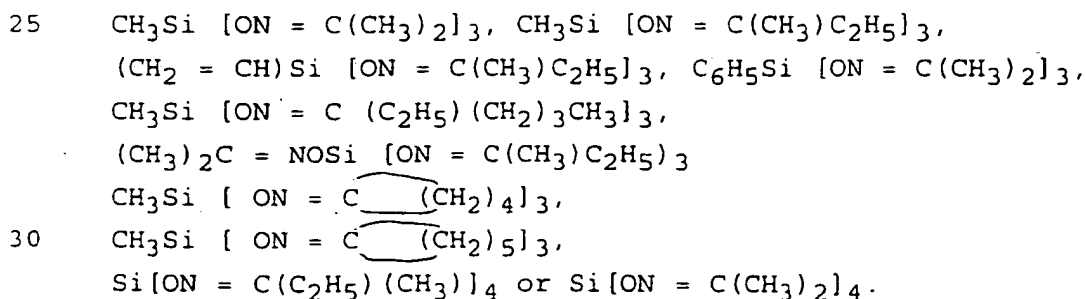 25 CH3Si [ON = C(CH3)2]3, CH3Si [ON = C(CH3)C2H5]3,
(CH2 = CH)Si [ON = C(CH3)C2H5]3, C6H5Si [ON = C(CH3)2]3,
CH3Si [ON = C (C2H5)(CH2)3CH3]3,
(CH3)2C = NOSi [ON = C(CH3)C2H5)3
CH3Si [ ON = C (CH2)4]3,
30 CH3Si [ ON = C (CH2)5]3,
Si[ON = C(C2H5)(CH3)]4 or Si[ON = C(CH3)2]4.